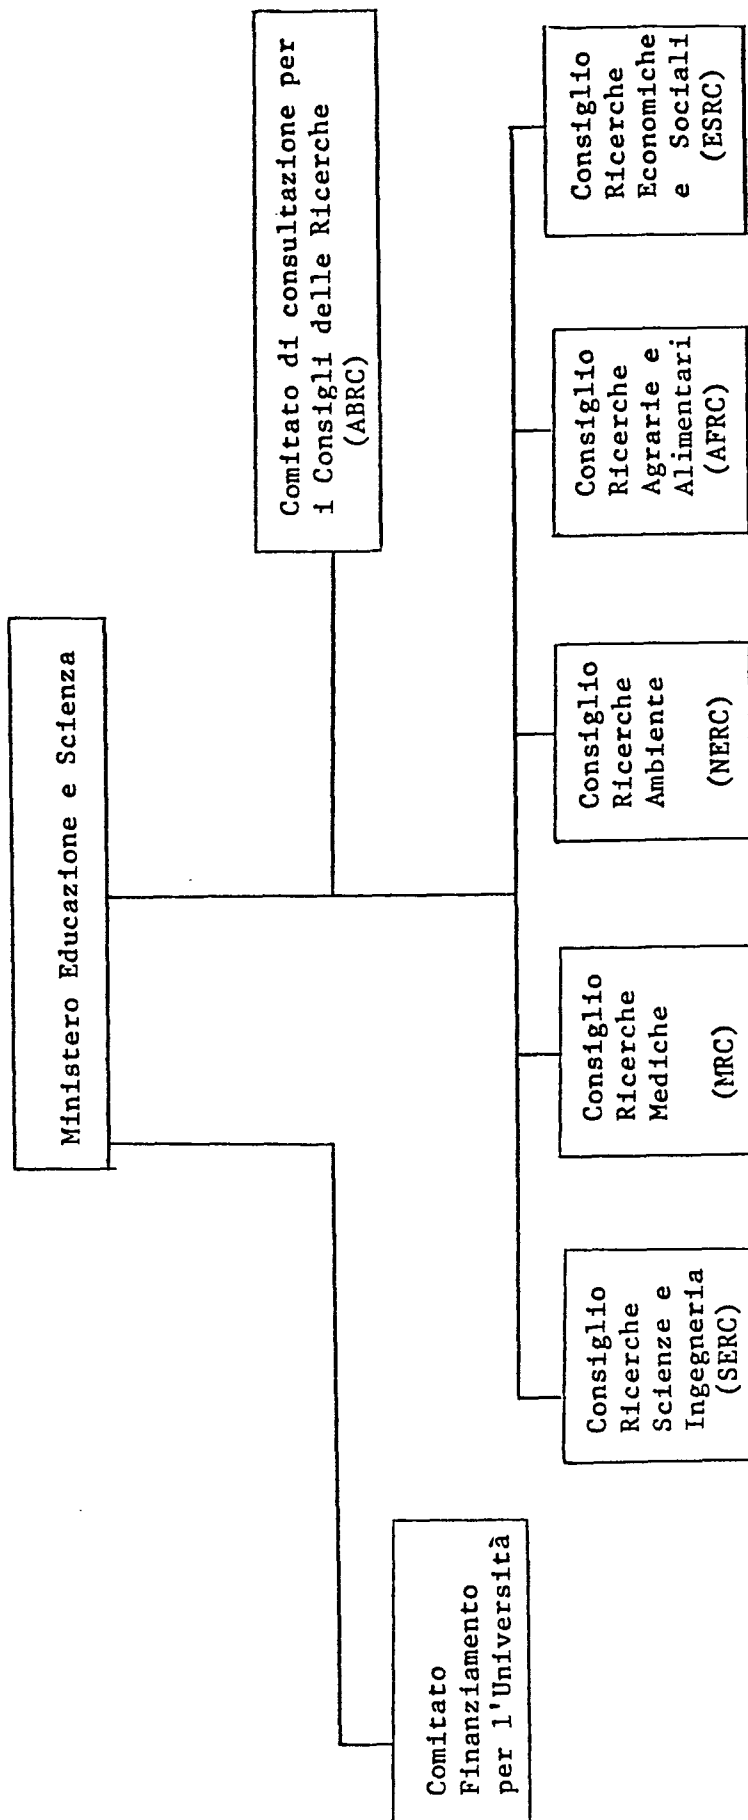 Ministero Educazione e Scienza
Comitato di consultazione per
i Consigli delle Ricerche
(ABRC)
Comitato
Finanziamento
per l'Università
Consiglio
Ricerche
Scienze e
Ingegneria
(SERC)
Consiglio
Ricerche
Mediche
(MRC)
Consiglio
Ricerche
Ambiente
(NERC)
Consiglio
Ricerche
Agrarie e
Alimentari
(AFRC)
Consiglio
Ricerche
Economiche
e Sociali
(ESRC)